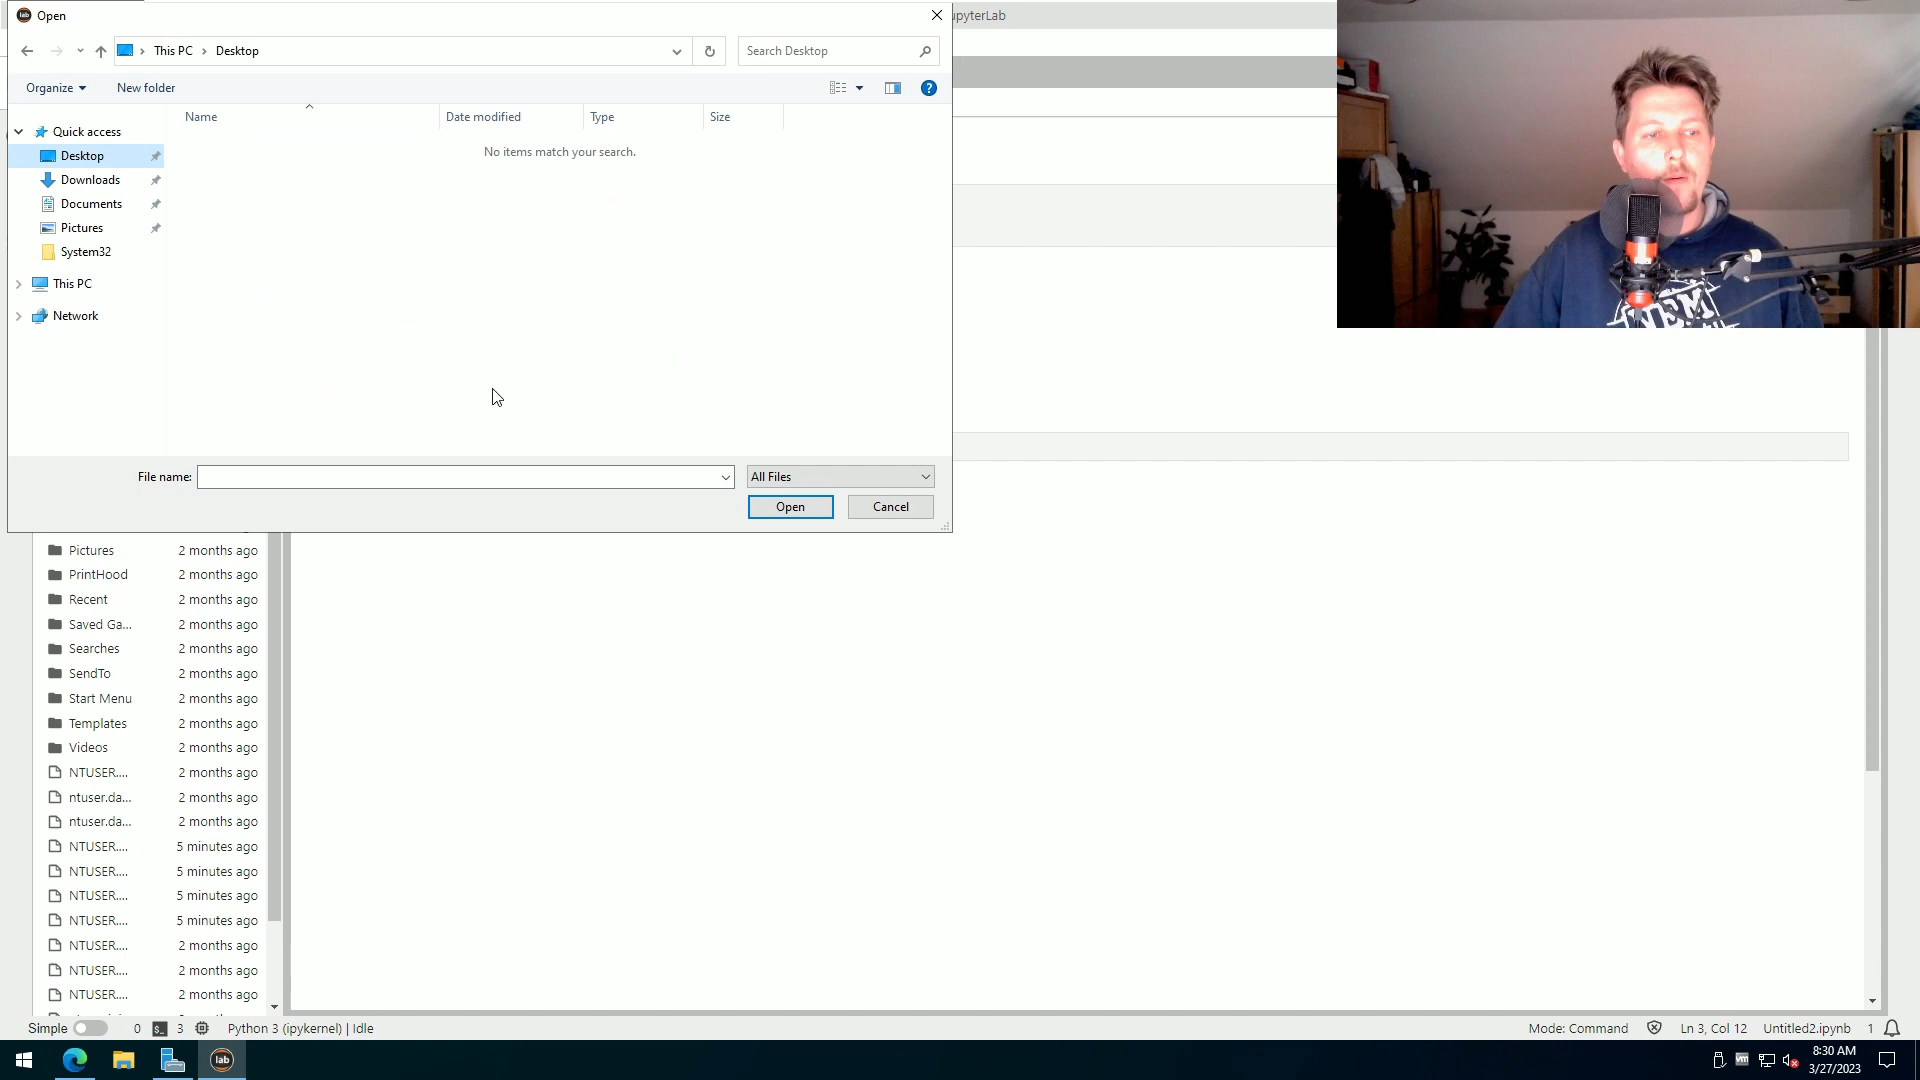 lab Open
upyterLab
This PC > Desktop
Search Desktop
Organize
New folder
Name
Date modified
Type
Size
No items match your search.
Quick access
Desktop
Downloads
Documents
Pictures
System32
This PC
Network
File name:
All Files
Open
Cancel
Pictures 2 months ago
PrintHood 2 months ago
Recent 2 months ago
Saved Ga... 2 months ago
Searches 2 months ago
SendTo 2 months ago
Start Menu 2 months ago
Templates 2 months ago
Videos 2 months ago
NTUSER.... 2 months ago
ntuser.da... 2 months ago
ntuser.da... 2 months ago
NTUSER.... 5 minutes ago
NTUSER.... 5 minutes ago
NTUSER.... 5 minutes ago
NTUSER.... 5 minutes ago
NTUSER.... 2 months ago
NTUSER.... 2 months ago
NTUSER.... 2 months ago
Simple 0 3 Python 3 (ipykernel) | Idle
Mode: Command Ln 3, Col 12 Untitled2.ipynb 1
lab
vm
8:30 AM
3/27/2023